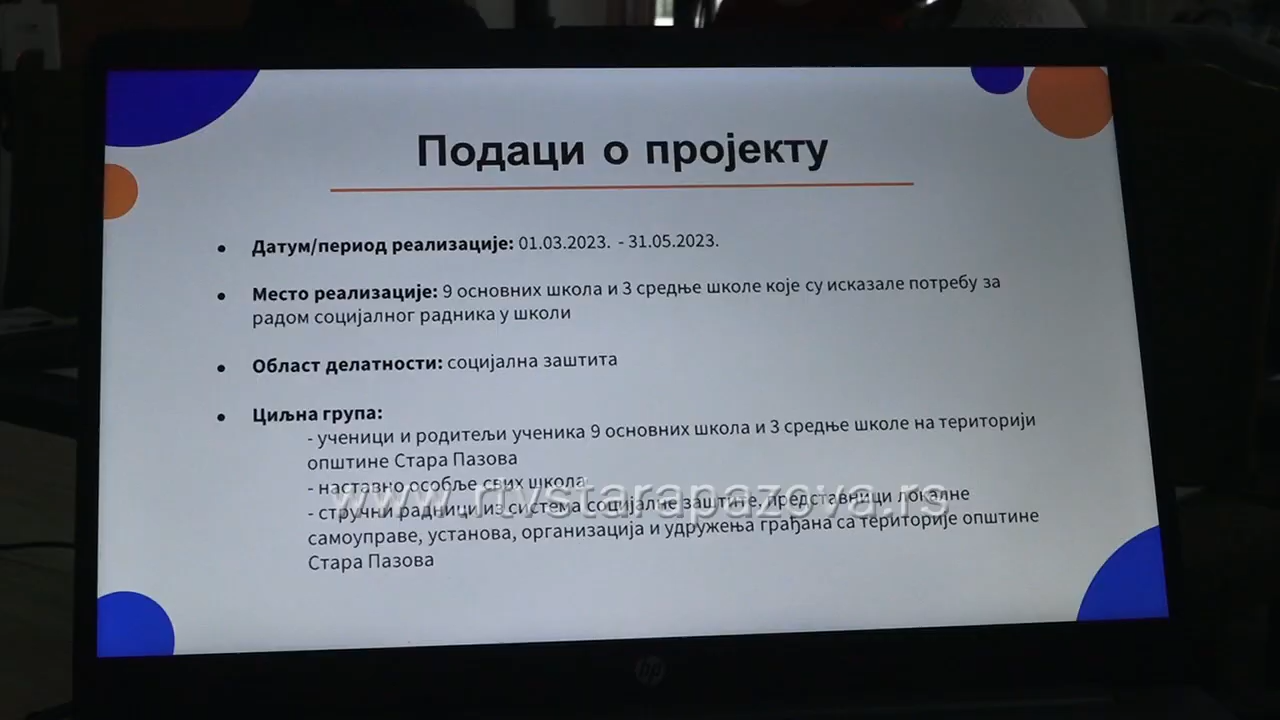 Подаци о пројекту
Датум/период реализације: 01.03.2023. - 31.05.2023.
Место реализације: 9 основних школа и 3 средње школе које су исказале потребу за
радом социјалног радника у школи
Област делатности: социјална заштита
Циљна група:
- ученици и родитељи ученика 9 основних школа и 3 средње школе на територији
општине Стара Пазова
- наставно особље свих школа
www.rtvstarapazova.rs
- стручни радници из система социјалне заштите, представници локалне
самоуправе, установа, организација и удружења грађана са територије општине
Стара Пазова
hp